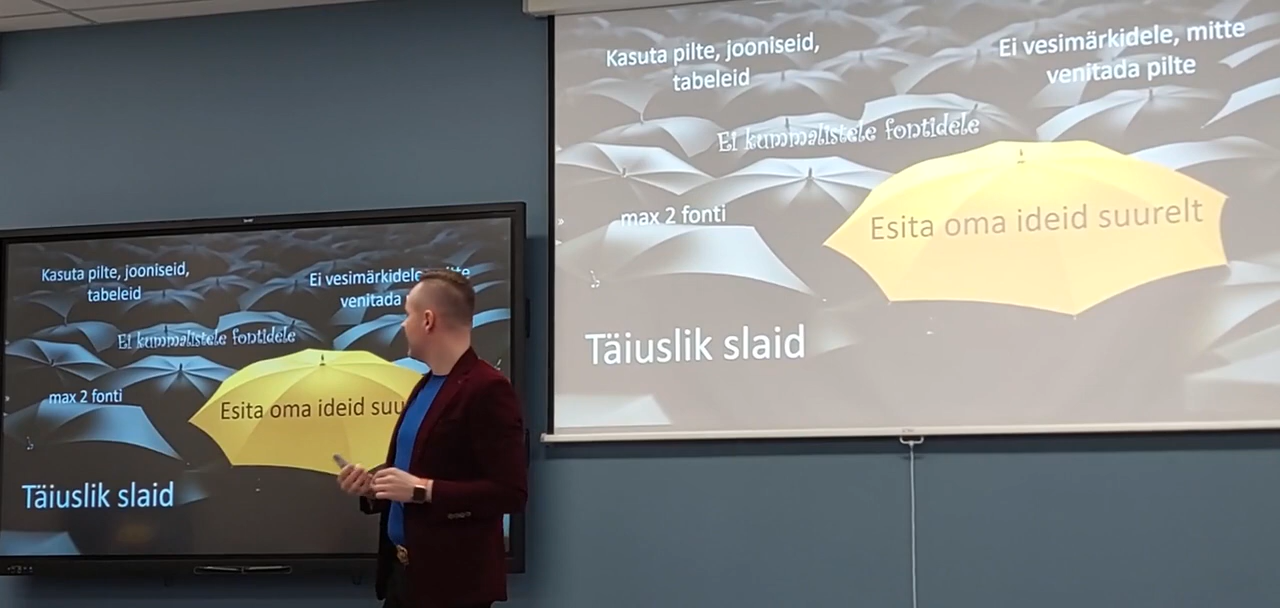 Kasuta pilte, jooniseid,
tabeleid
Ei vesimärkidele, mitte
venitada pilte
Ei kummalistele fontidele
max 2 fonti
Esita oma ideid suurelt
Täiuslik slaid
Kasuta pilte, jooniseid,
tabeleid
Ei vesimärkidele, mitte
venitada
Ei kummalistele fontidele
max 2 fonti
Esita oma ideid suu
Täiuslik slaid